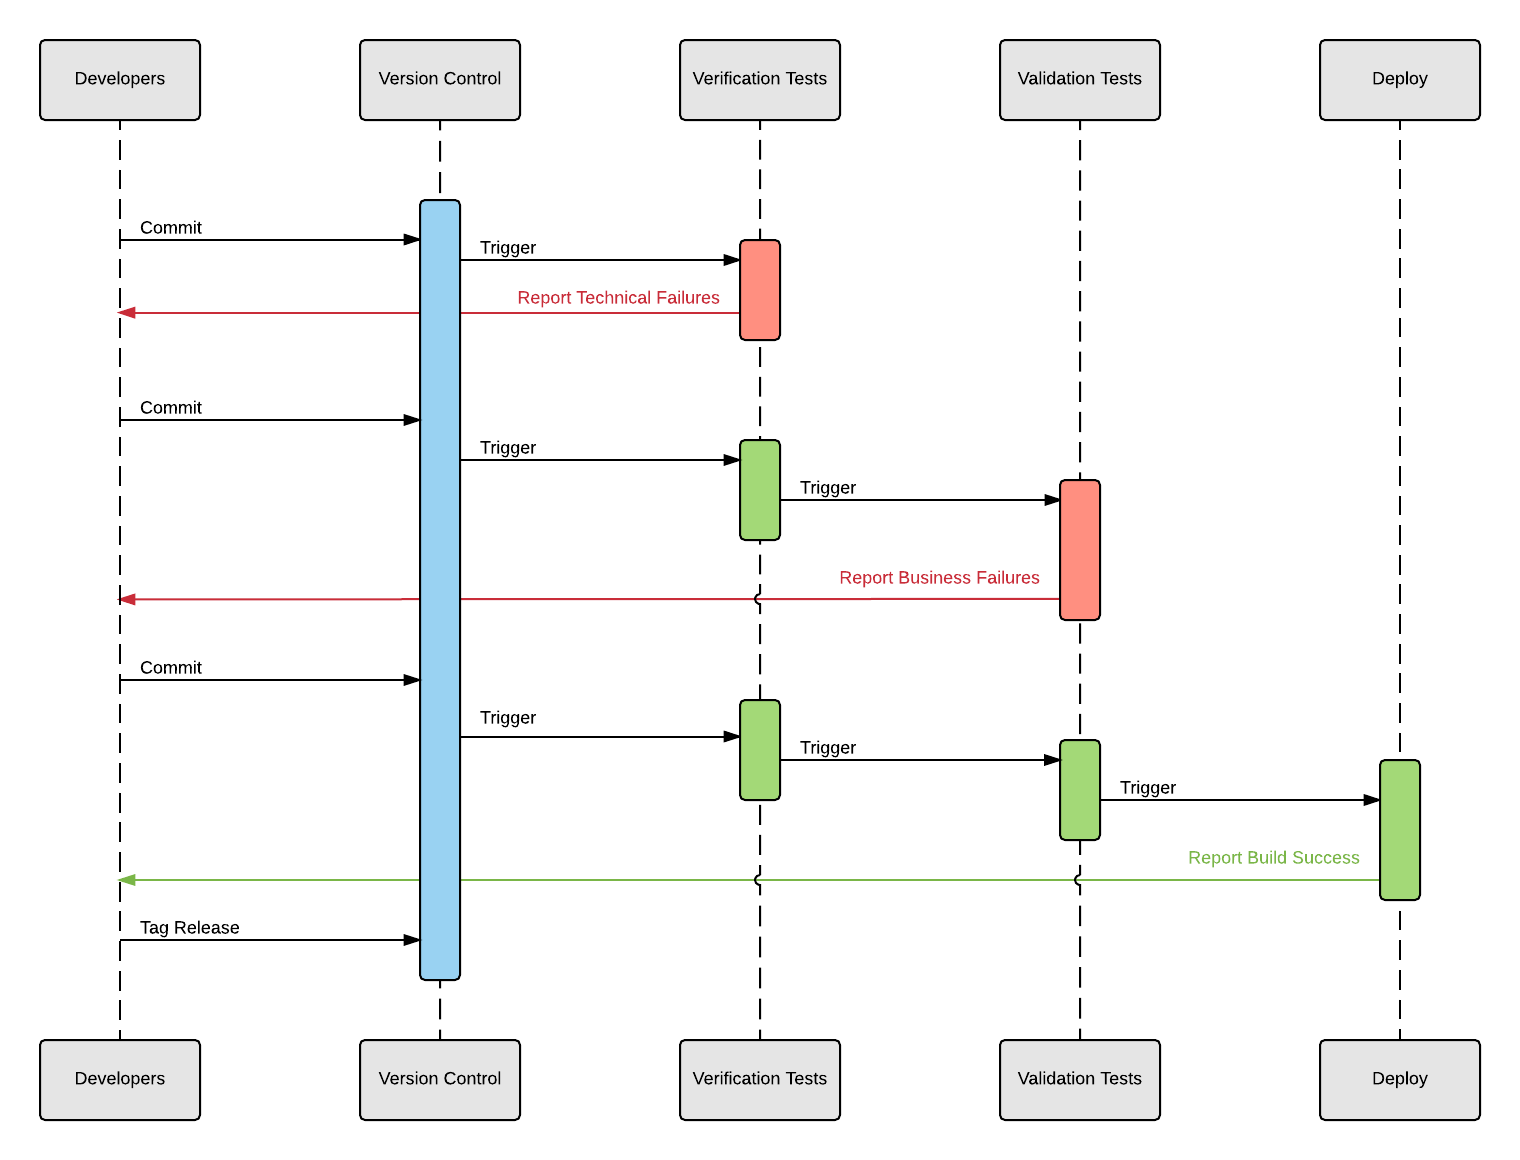 Developers
Version Control
Verification Tests
Validation Tests
Deploy
Commit
Trigger
Report Technical Failures
Commit
Trigger
Trigger
Report Business Failures
Commit
Trigger
Trigger
Trigger
Report Build Success
Tag Release
Developers
Version Control
Verification Tests
Validation Tests
Deploy